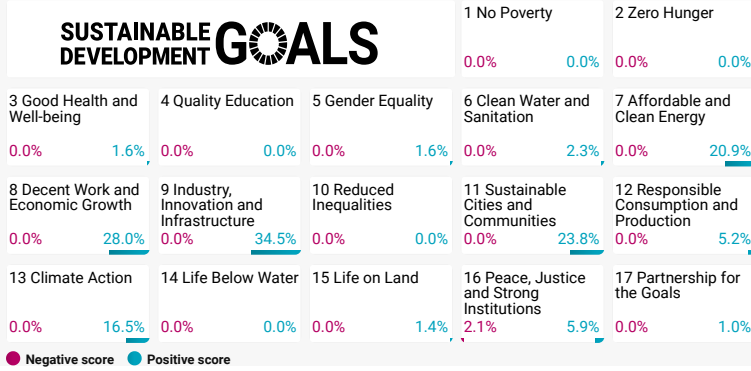 SUSTAINABLE
DEVELOPMENT
GOALS
1 No Poverty
0.0% 0.0%
2 Zero Hunger
0.0% 0.0%
3 Good Health and
Well-being
0.0% 1.6%
4 Quality Education
0.0% 0.0%
5 Gender Equality
0.0% 1.6%
6 Clean Water and
Sanitation
0.0% 2.3%
7 Affordable and
Clean Energy
0.0% 20.9%
8 Decent Work and
Economic Growth
0.0% 28.0%
9 Industry,
Innovation and
Infrastructure
0.0% 34.5%
10 Reduced
Inequalities
0.0% 0.0%
11 Sustainable
Cities and
Communities
0.0% 23.8%
12 Responsible
Consumption and
Production
0.0% 5.2%
13 Climate Action
0.0% 16.5%
14 Life Below Water
0.0% 0.0%
15 Life on Land
0.0% 1.4%
16 Peace, Justice
and Strong
Institutions
2.1% 5.9%
17 Partnership for
the Goals
0.0% 1.0%
Negative score Positive score